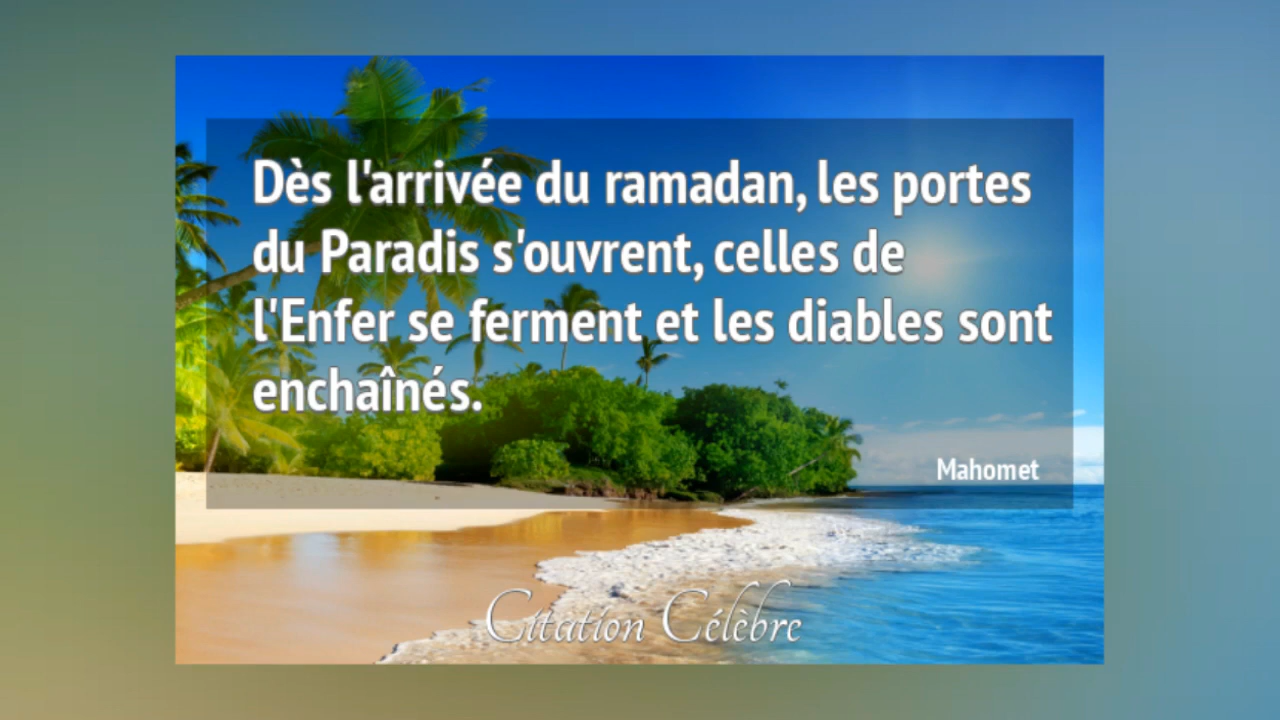 Dès l'arrivée du ramadan, les portes
du Paradis s'ouvrent, celles de
l'Enfer se ferment et les diables sont
enchaînés.
Mahomet
Citation Célèbre